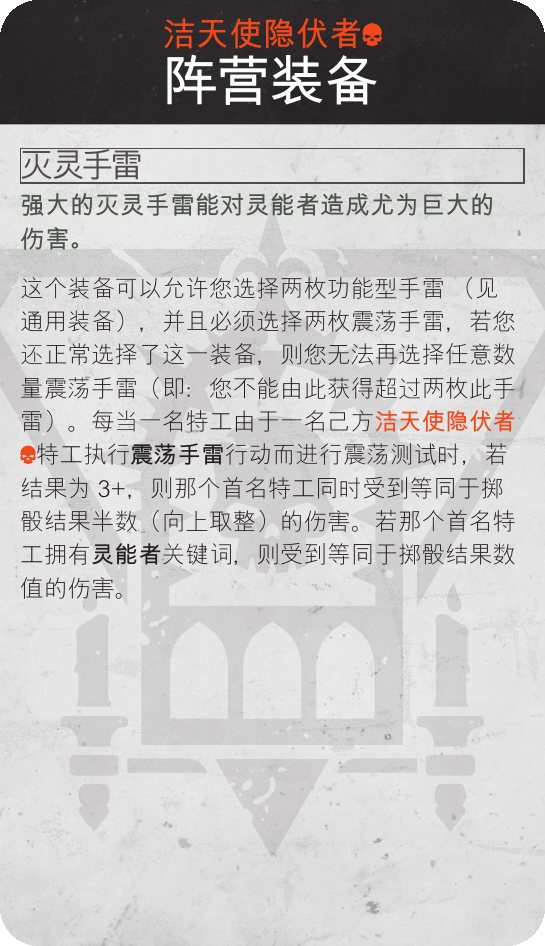 洁天使隐伏者
阵营装备
灭灵手雷
强大的灭灵手雷能对灵能者造成尤为巨大的
伤害。
这个装备可以允许您选择两枚功能型手雷（见
通用装备），并且必须选择两枚震荡手雷，若您
还正常选择了这一装备，则您无法再选择任意数
量震荡手雷（即：您不能由此获得超过两枚此手
雷）。每当一名特工由于一名己方洁天使隐伏者
特工执行震荡手雷行动而进行震荡测试时，若
结果为 3+，则那个首名特工同时受到等同于掷
骰结果半数（向上取整）的伤害。若那个首名特
工拥有灵能者关键词，则受到等同于掷骰结果数
值的伤害。